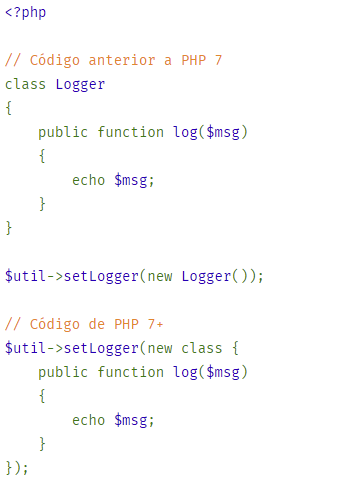 <?php

// Código anterior a PHP 7
class Logger
{
    public function log($msg)
    {
        echo $msg;
    }
}

$util->setLogger(new Logger());

// Código de PHP 7+
$util->setLogger(new class {
    public function log($msg)
    {
        echo $msg;
    }
});